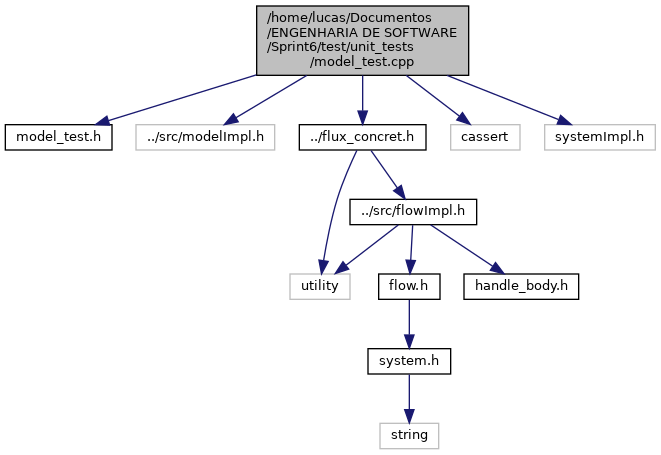 /home/lucas/Documentos
/ENGENHARIA DE SOFTWARE
/Sprint6/test/unit_tests
/model_test.cpp
model_test.h
../src/modelImpl.h
../flux_concret.h
cassert
systemImpl.h
../src/flowImpl.h
utility
flow.h
handle_body.h
system.h
string